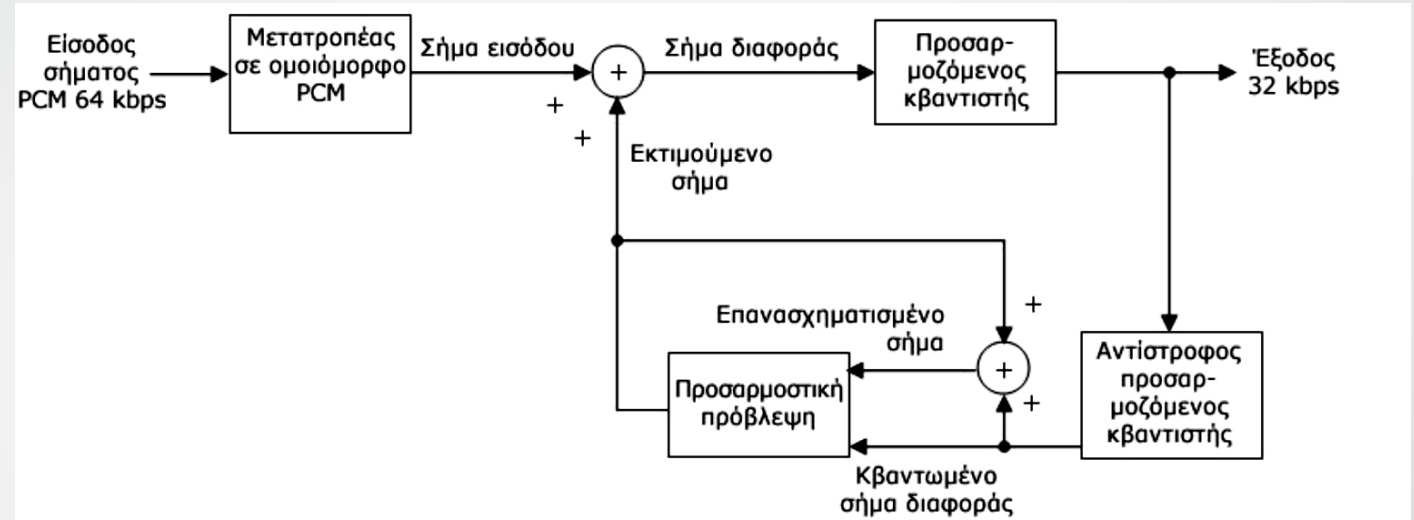 Είσοδος
σήματος
PCM 64 kbps
Μετατροπέας
σε ομοιόμορφο
PCM
Σήμα εισόδου
+
+
+
Σήμα διαφοράς
Προσαρ-
μοζόμενος
κβαντιστής
Έξοδος
32 kbps
Εκτιμούμενο
σήμα
Επανασχηματισμένο
σήμα
+
+
+
Προσαρμοστική
πρόβλεψη
Αντίστροφος
προσαρ-
μοζόμενος
κβαντιστής
Κβαντωμένο
σήμα διαφοράς